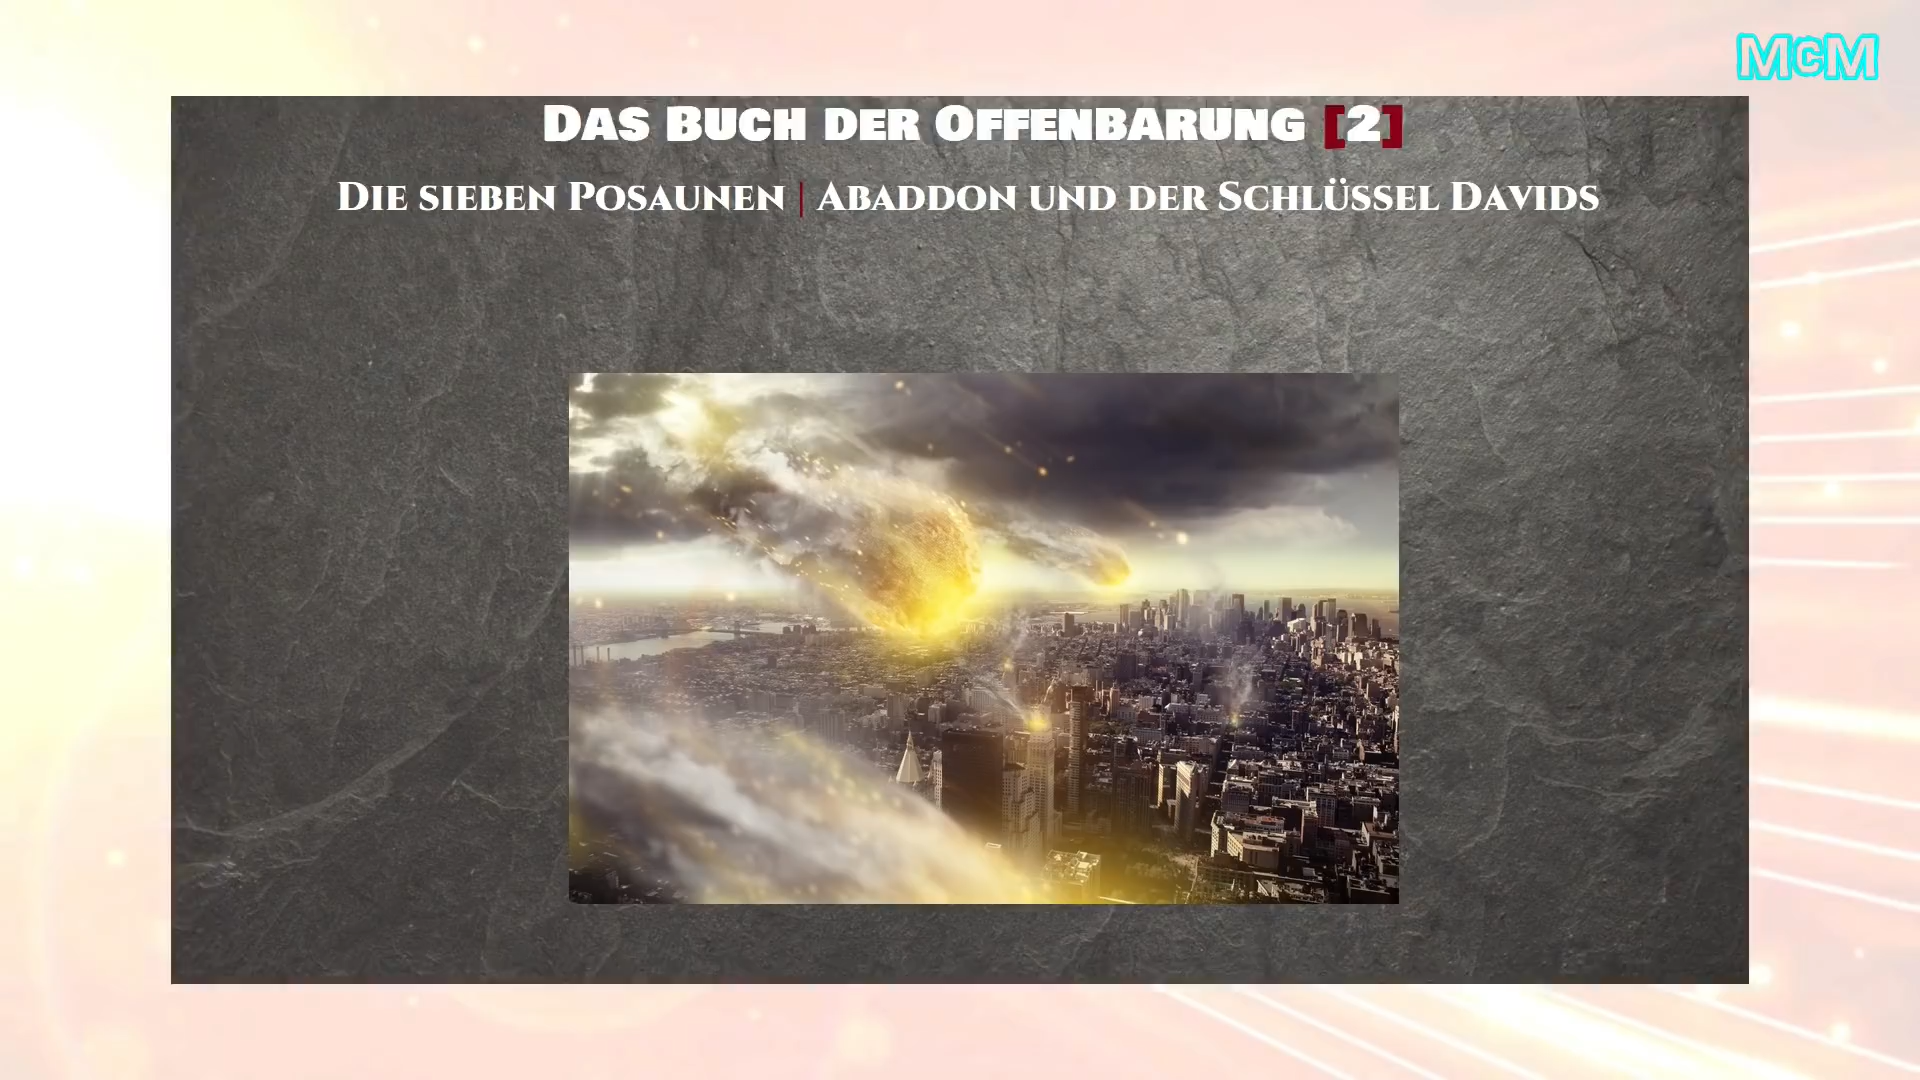 McM
Das Buch der Offenbarung [2]
Die sieben Posaunen | Abaddon und der Schlüssel Davids